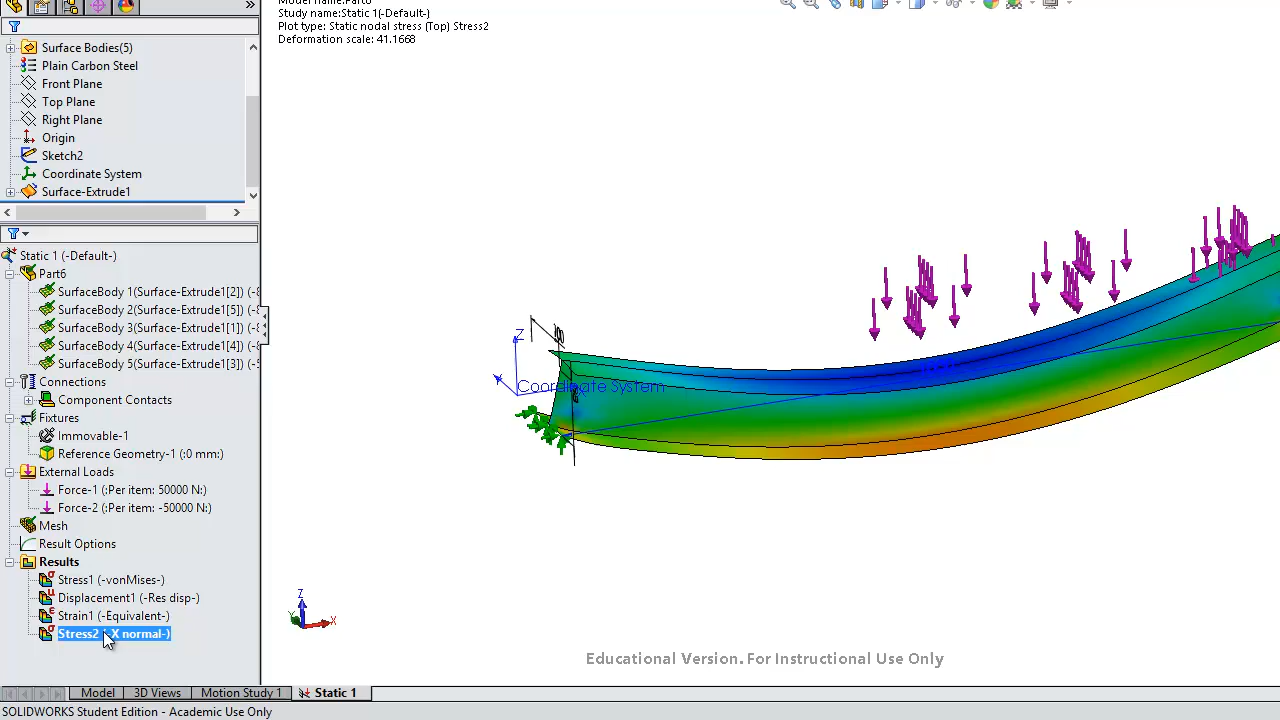 Model name:Part6
Study name:Static 1(-Default-)
Plot type: Static nodal stress (Top) Stress2
Deformation scale: 41.1668
Surface Bodies(5)
Plain Carbon Steel
Front Plane
Top Plane
Right Plane
Origin
Sketch2
Coordinate System
Surface-Extrude1
Static 1 (-Default-)
Part6
SurfaceBody 1(Surface-Extrude1[2]) (-
SurfaceBody 2(Surface-Extrude1[5]) (-
SurfaceBody 3(Surface-Extrude1[1]) (-
SurfaceBody 4(Surface-Extrude1[4]) (-
SurfaceBody 5(Surface-Extrude1[3]) (-
Connections
Component Contacts
Fixtures
Immovable-1
Reference Geometry-1 (:0 mm:)
External Loads
Force-1 (:Per item: 50000 N:)
Force-2 (:Per item: -50000 N:)
Mesh
Result Options
Results
Stress1 (-vonMises-)
Displacement1 (-Res disp-)
Strain1 (-Equivalent-)
Stress2 (-X normal-)
Z
Y
Coordinate System
Z
Y
X
Educational Version. For Instructional Use Only
Model
3D Views
Motion Study 1
Static 1
SOLIDWORKS Student Edition - Academic Use Only